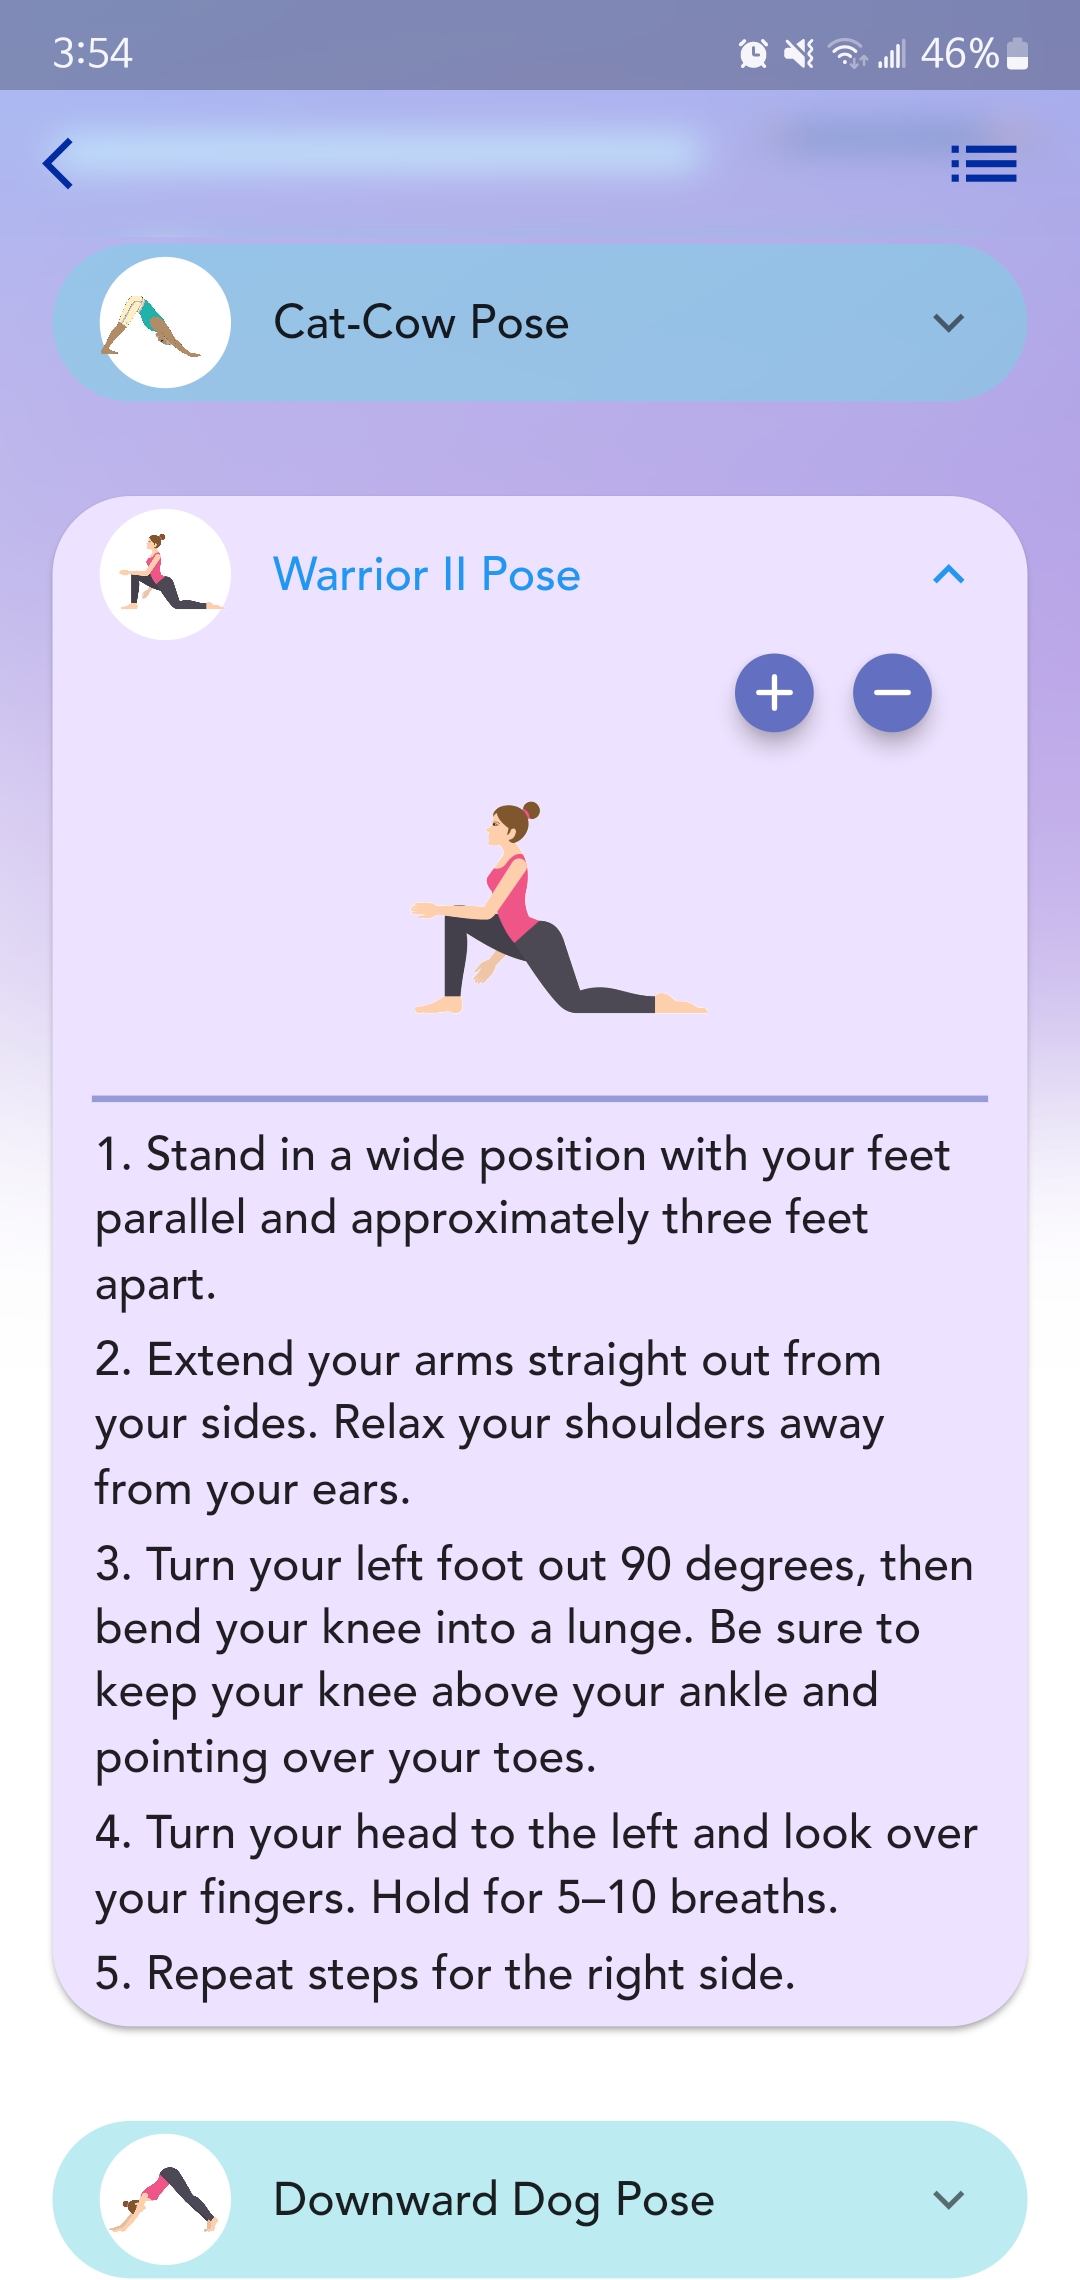 3:54
46%
Cat-Cow Pose
Warrior II Pose
1. Stand in a wide position with your feet
parallel and approximately three feet
apart.
2. Extend your arms straight out from
your sides. Relax your shoulders away
from your ears.
3. Turn your left foot out 90 degrees, then
bend your knee into a lunge. Be sure to
keep your knee above your ankle and
pointing over your toes.
4. Turn your head to the left and look over
your fingers. Hold for 5–10 breaths.
5. Repeat steps for the right side.
Downward Dog Pose